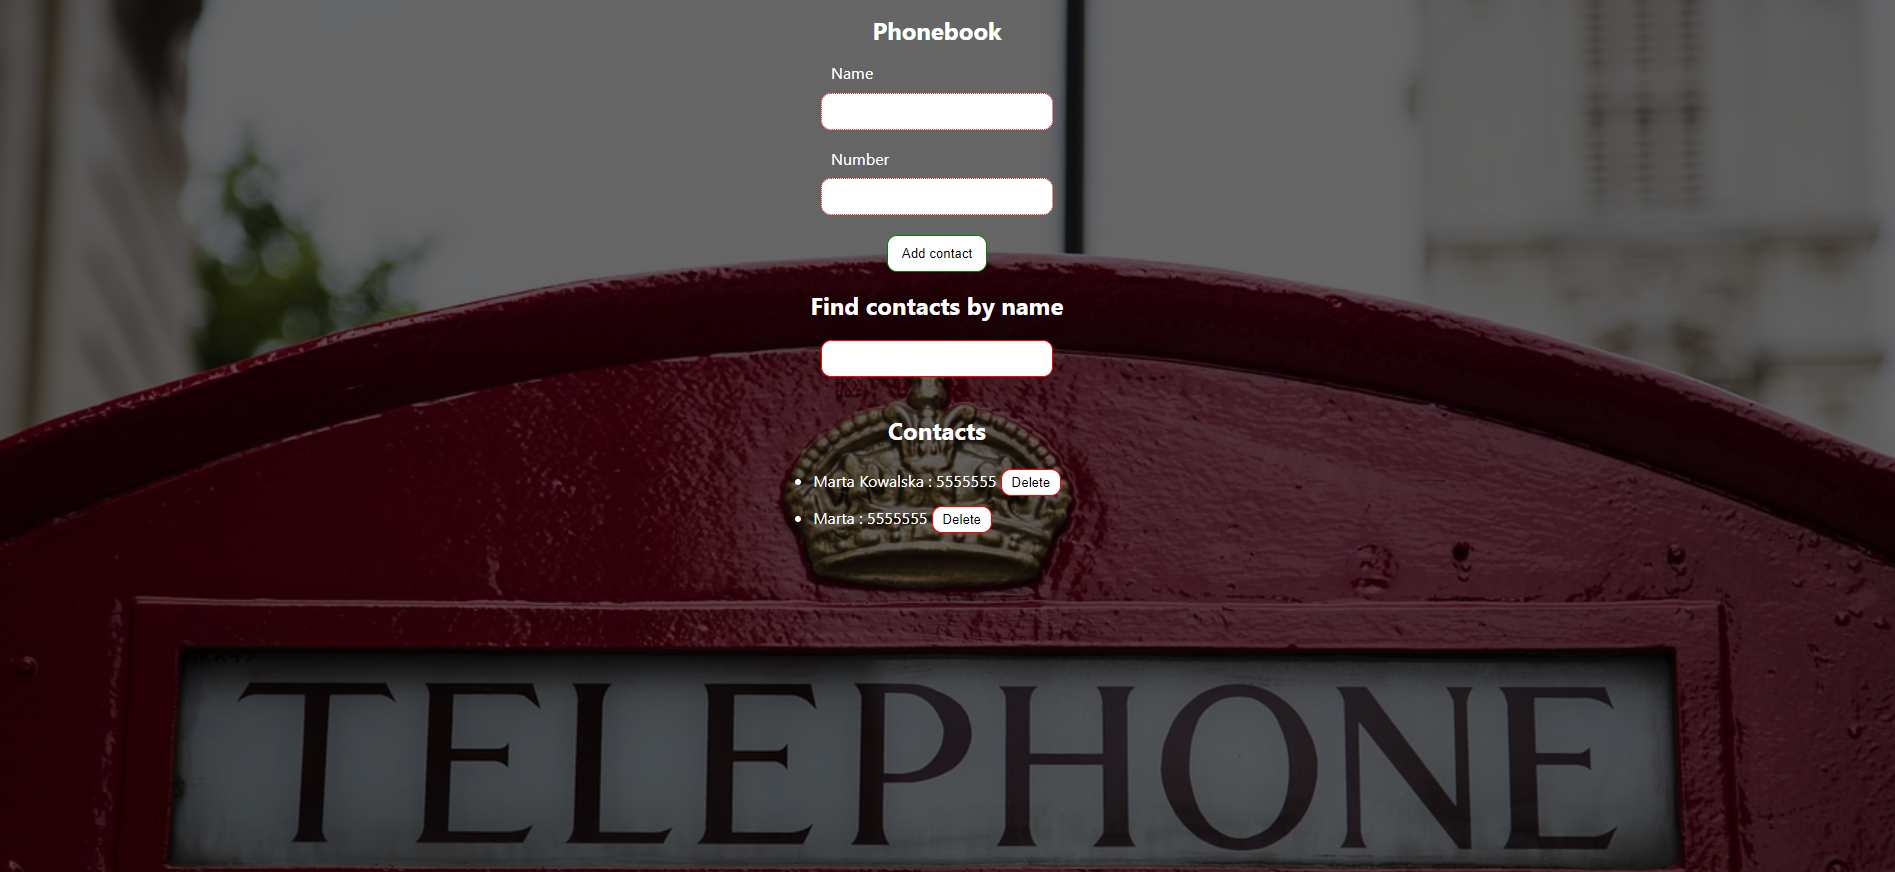 Phonebook
Name
Number
Add contact
Find contacts by name
Contacts
Marta Kowalska : 5555555 Delete
Marta : 5555555 Delete
TELEPHONE